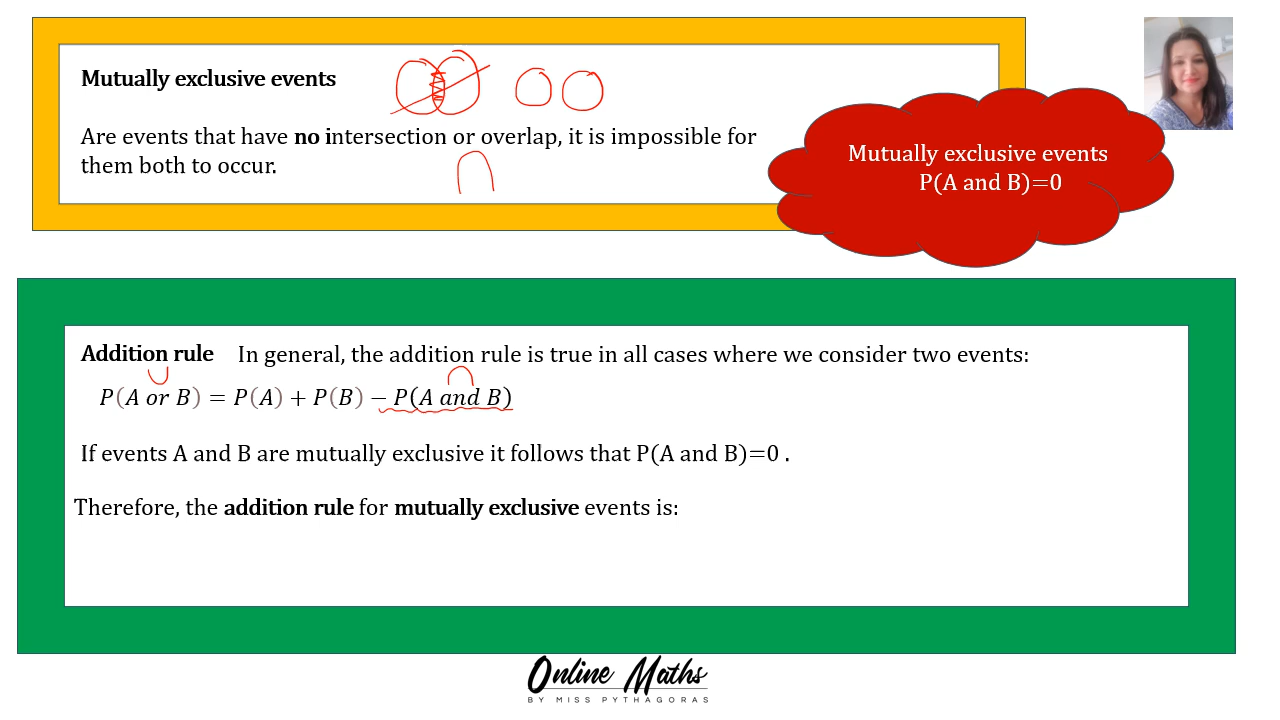 Mutually exclusive events
Are events that have no intersection or overlap, it is impossible for
them both to occur.
Mutually exclusive events
P(A and B)=0
Addition rule In general, the addition rule is true in all cases where we consider two events:
P(A or B) = P(A) + P(B) − P(A and B)
If events A and B are mutually exclusive it follows that P(A and B)=0 .
Therefore, the addition rule for mutually exclusive events is:
Online Maths
BY MISS PYTHAGORAS